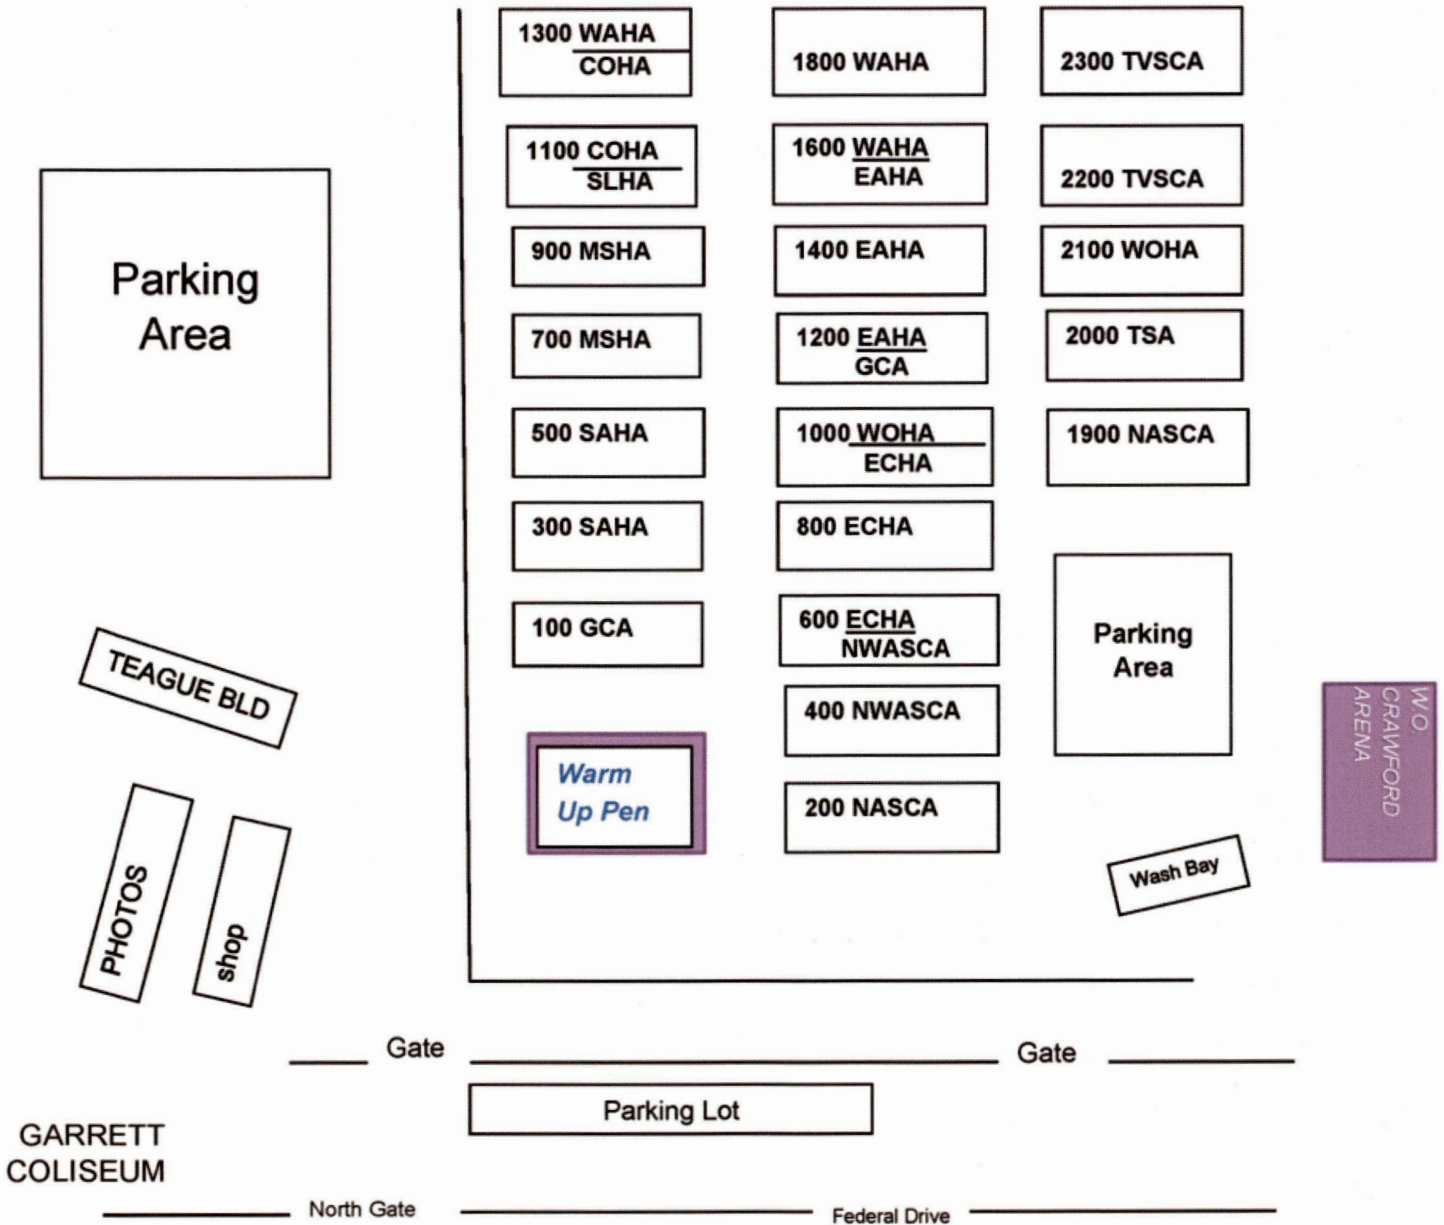 1300 WAHA
COHA
1800 WAHA
2300 TVSCA
1100 COHA
SLHA
1600 WAHA
EAHA
2200 TVSCA
900 MSHA
1400 EAHA
2100 WOHA
Parking
Area
700 MSHA
1200 EAHA
GCA
2000 TSA
500 SAHA
1000 WOHA
ECHA
1900 NASCA
300 SAHA
800 ECHA
100 GCA
600 ECHA
NWASCA
Parking
Area
TEAGUE BLD
400 NWASCA
W.O.
CRAWFORD
ARENA
Warm
Up Pen
200 NASCA
PHOTOS
shop
Wash Bay
Gate
Gate
Parking Lot
GARRETT
COLISEUM
North Gate
Federal Drive